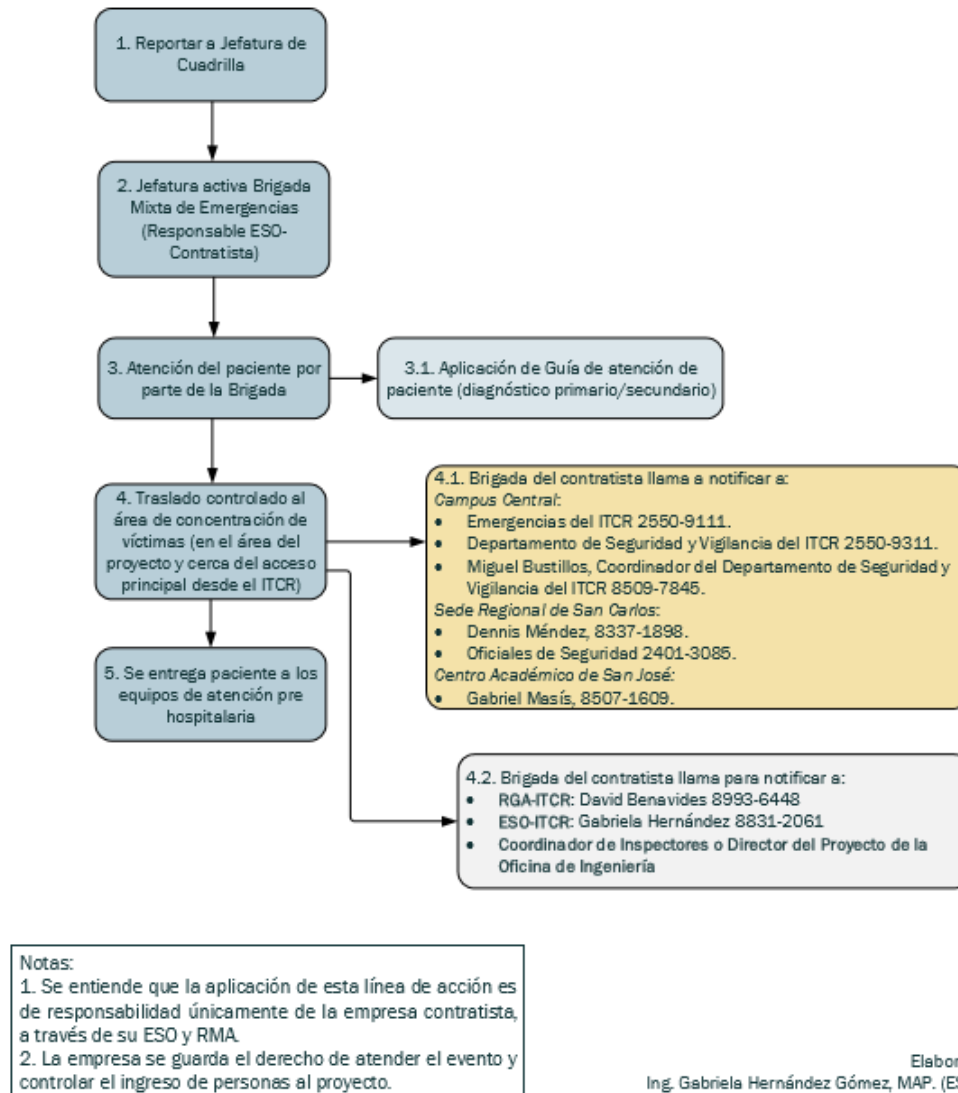 1. Reportar a Jefatura de
Cuadrilla
2. Jefatura activa Brigada
Mixta de Emergencias
(Responsable ESO-
Contratista)
3. Atención del paciente por
parte de la Brigada
3.1. Aplicación de Guía de atención de
paciente (diagnóstico primario/secundario)
4. Traslado controlado al
área de concentración de
víctimas (en el área del
proyecto y cerca del acceso
principal desde el ITCR)
4.1. Brigada del contratista llama a notificar a:
Campus Central:
• Emergencias del ITCR 2550-9111.
• Departamento de Seguridad y Vigilancia del ITCR 2550-9311.
• Miguel Bustillos, Coordinador del Departamento de Seguridad y
Vigilancia del ITCR 8509-7845.
Sede Regional de San Carlos:
• Dennis Méndez, 8337-1898.
• Oficiales de Seguridad 2401-3085.
Centro Académico de San José:
• Gabriel Masís, 8507-1609.
5. Se entrega paciente a los
equipos de atención pre
hospitalaria
4.2. Brigada del contratista llama para notificar a:
• RGA-ITCR: David Benavides 8993-6448
• ESO-ITCR: Gabriela Hernández 8831-2061
• Coordinador de Inspectores o Director del Proyecto de la
Oficina de Ingeniería
Notas:
1. Se entiende que la aplicación de esta línea de acción es
de responsabilidad únicamente de la empresa contratista,
a través de su ESO y RMA.
2. La empresa se guarda el derecho de atender el evento y
controlar el ingreso de personas al proyecto.
Elabor
Ing. Gabriela Hernández Gómez, MAP. (ES